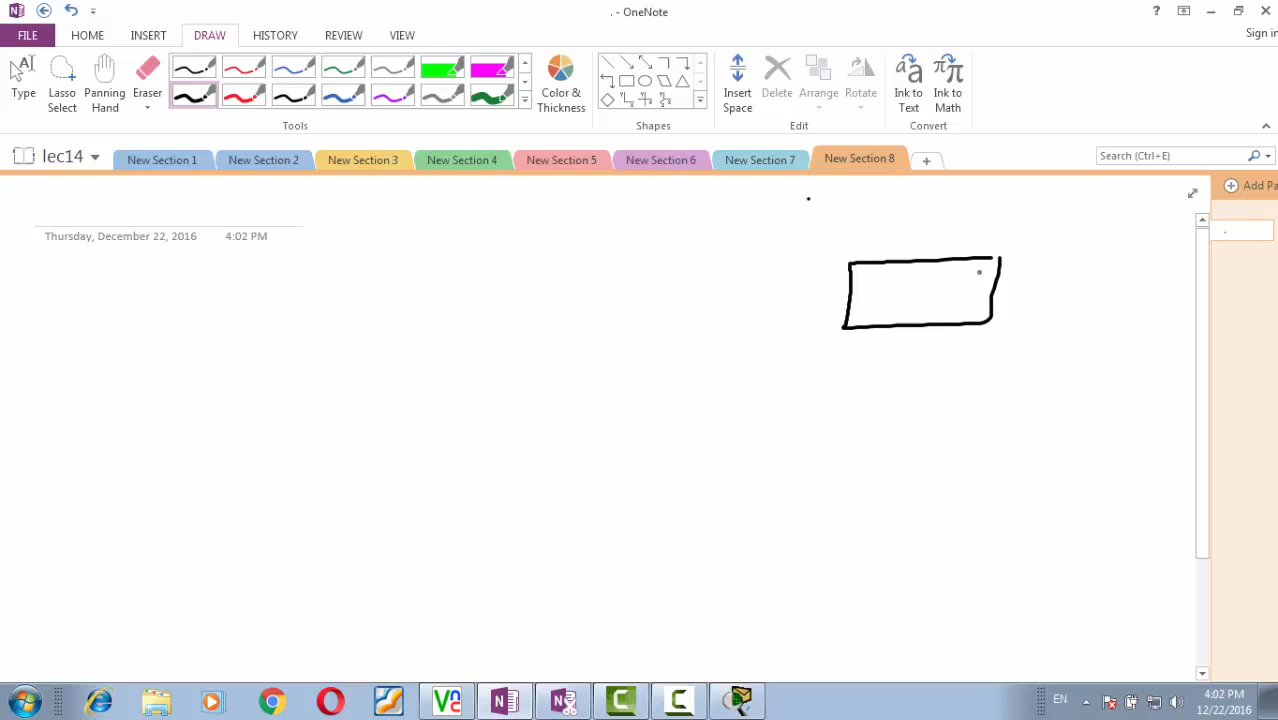 . - OneNote
?
Sign in
FILE HOME INSERT DRAW HISTORY REVIEW VIEW
Type
Lasso Select
Panning Hand
Eraser
Color & Thickness
Insert Space
Delete
Arrange
Rotate
Ink to Text
Ink to Math
Tools Shapes Edit Convert
lec14 New Section 1 New Section 2 New Section 3 New Section 4 New Section 5 New Section 6 New Section 7 New Section 8 Search (Ctrl+E)
Add Pa
Thursday, December 22, 2016 4:02 PM
EN 4:02 PM
12/22/2016